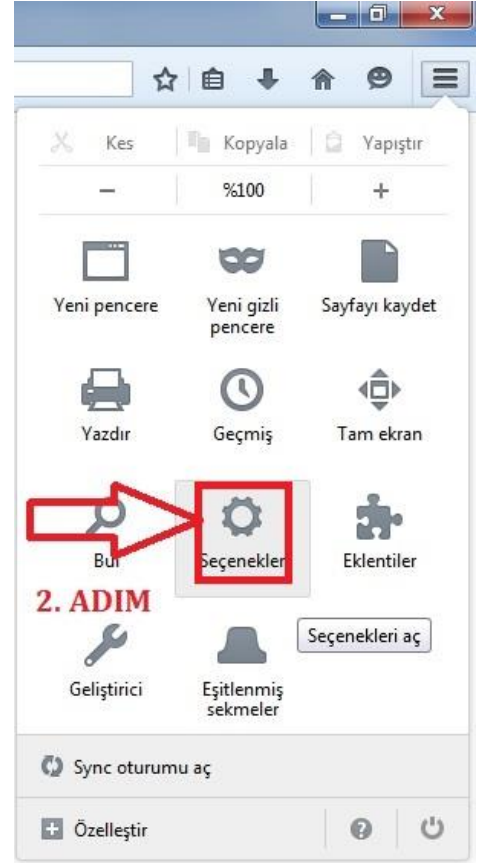 Kes Kopyala Yapıştır
%100
Yeni pencere
Yeni gizli
pencere
Sayfayı kaydet
Yazdır
Geçmiş
Tam ekran
Bul
Seçenekler
Eklentiler
2. ADIM
Seçenekleri aç
Geliştirici
Eşitlenmiş
sekmeler
Sync oturumu aç
Özelleştir